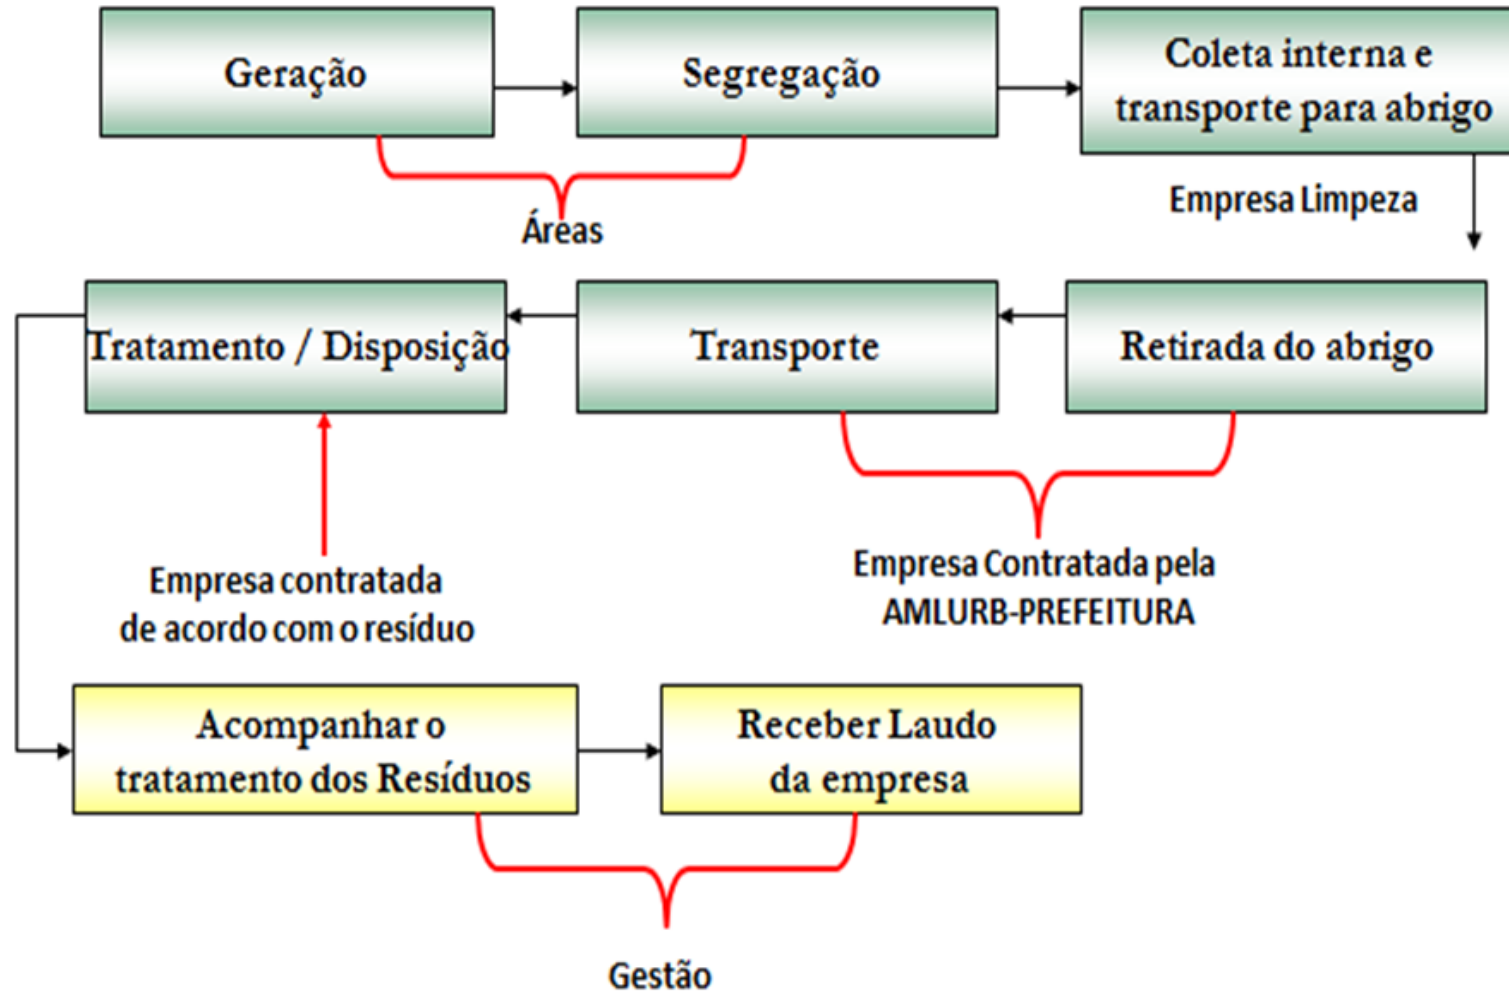 Geração
Segregação
Coleta interna e
transporte para abrigo
Áreas
Empresa Limpeza
Tratamento / Disposição
Transporte
Retirada do abrigo
Empresa contratada
de acordo com o resíduo
Empresa Contratada pela
AMLURB-PREFEITURA
Acompanhar o
tratamento dos Resíduos
Receber Laudo
da empresa
Gestão